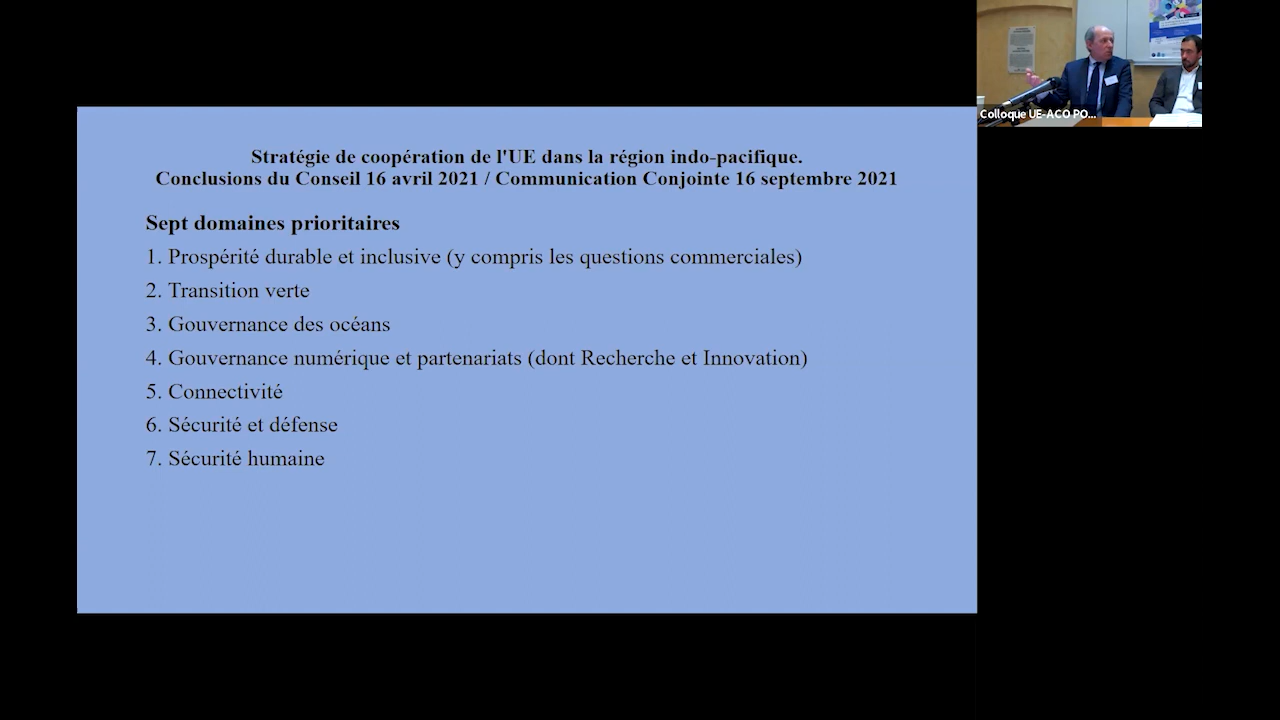 Stratégie de coopération de l'UE dans la région indo-pacifique.
Conclusions du Conseil 16 avril 2021 / Communication Conjointe 16 septembre 2021
Sept domaines prioritaires
1. Prospérité durable et inclusive (y compris les questions commerciales)
2. Transition verte
3. Gouvernance des océans
4. Gouvernance numérique et partenariats (dont Recherche et Innovation)
5. Connectivité
6. Sécurité et défense
7. Sécurité humaine
Colloque UE-ACO PO...